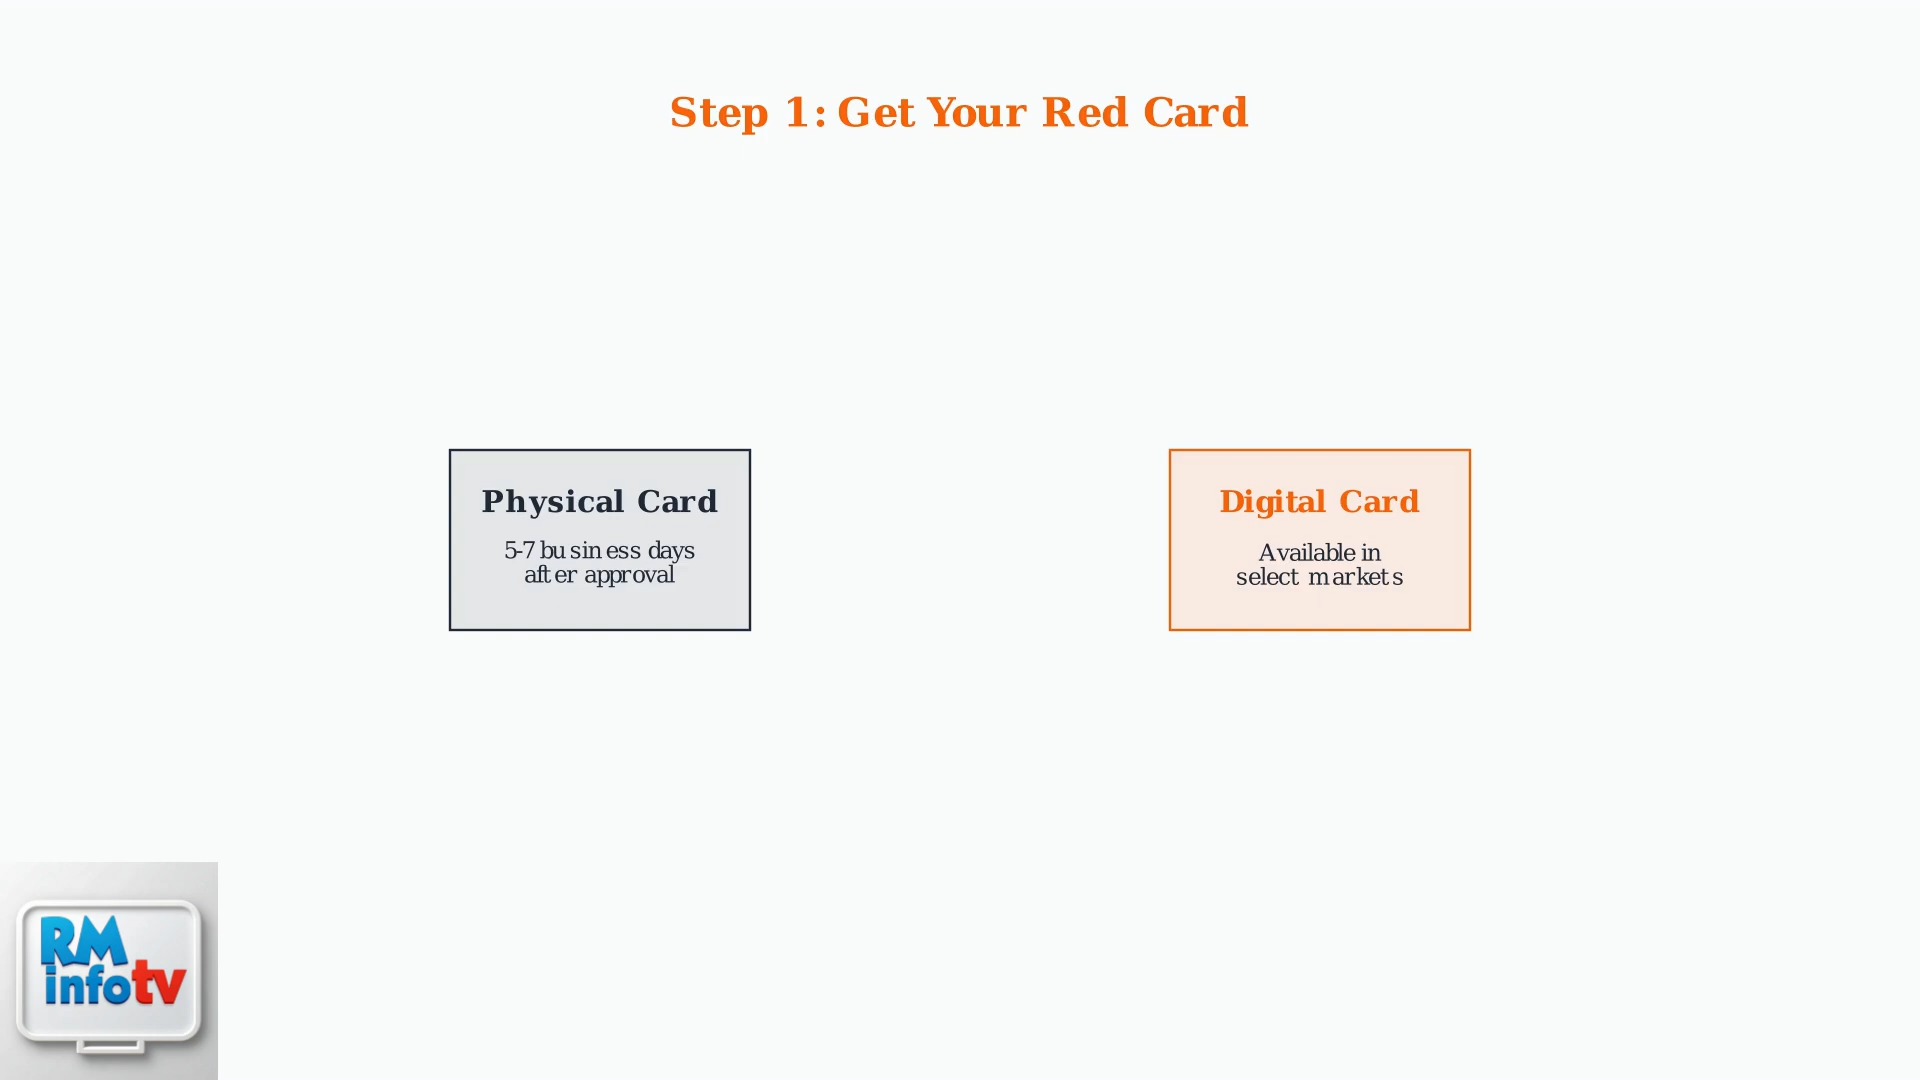 Step 1: Get Your Red Card
Physical Card
5-7 business days
after approval
Digital Card
Available in
select markets
RM
infotv